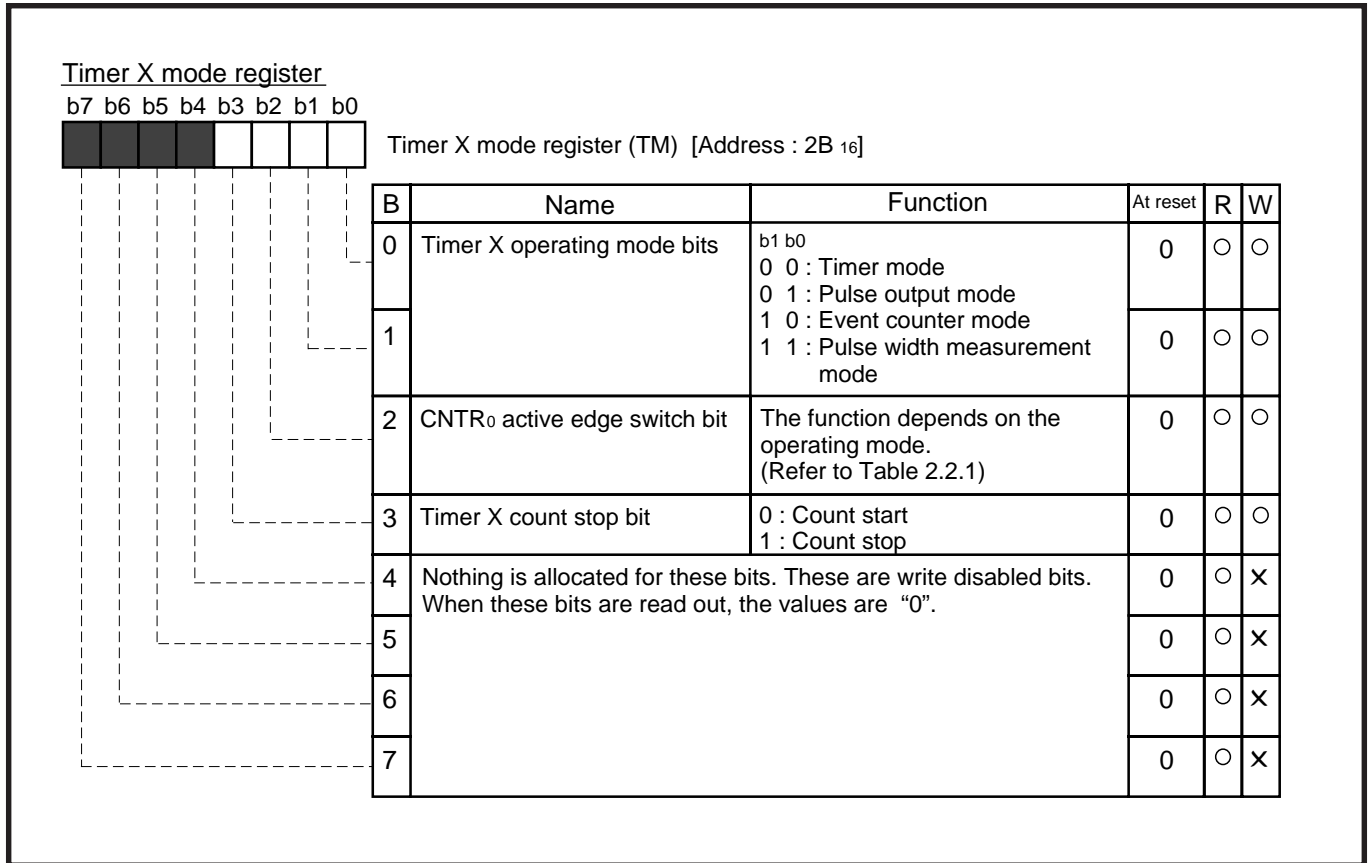 Timer X mode register
b7 b6 b5 b4 b3 b2 b1 b0
Timer X mode register (TM) [Address : 2B 16]
B Name Function At reset R W
0 Timer X operating mode bits b1 b0 0 ○ ○
0 0 : Timer mode
0 1 : Pulse output mode
1 0 : Event counter mode
1 1 1 : Pulse width measurement 0 ○ ○
mode
2 CNTR0 active edge switch bit The function depends on the 0 ○ ○
operating mode.
(Refer to Table 2.2.1)
3 Timer X count stop bit 0 : Count start 0 ○ ○
1 : Count stop
4 Nothing is allocated for these bits. These are write disabled bits. 0 ○ ×
When these bits are read out, the values are “0”.
5 0 ○ ×
6 0 ○ ×
7 0 ○ ×